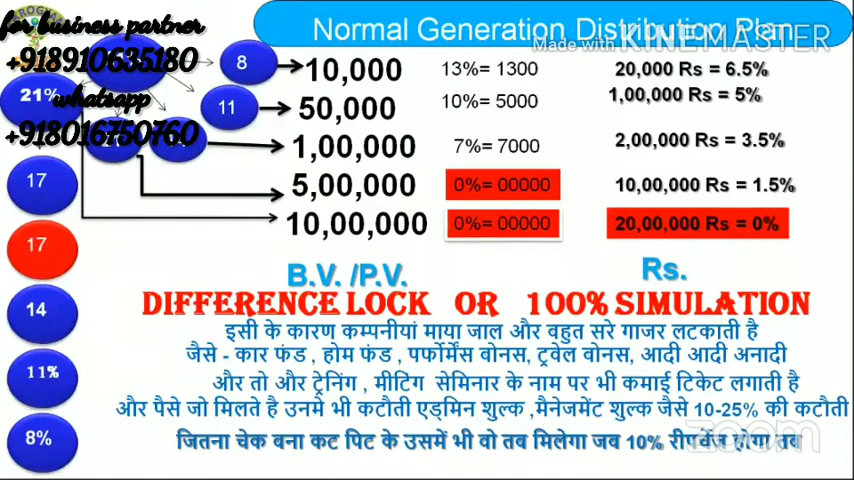 for business partner
Normal Generation Distribution Plan
Made with KINEMASTER
+918910635180
8
10,000
13%= 1300
20,000 Rs = 6.5%
21%
whatsapp
11
50,000
10%= 5000
1,00,000 Rs = 5%
+918016750760
1,00,000
7%= 7000
2,00,000 Rs = 3.5%
17
5,00,000
0%= 00000
10,00,000 Rs = 1.5%
10,00,000
0%= 00000
20,00,000 Rs = 0%
17
B.V. /P.V.
Rs.
DIFFERENCE LOCK OR 100% SIMULATION
14
इसी के कारण कम्पनीयां माया जाल और वहुत सरे गाजर लटकाती है
जैसे - कार फंड , होम फंड , पर्फोर्मेंस वोनस, ट्रवेल वोनस, आदी आदी अनादी
11%
और तो और ट्रेनिंग , मीटिंग सेमिनार के नाम पर भी कमाई टिकेट लगाती है
और पैसे जो मिलते है उनमे भी कटौती एड्मिन शुल्क ,मैनेजमेंट शुल्क जैसे 10-25% की कटौती
8%
जितना चेक बना कट पिट के उसमें भी वो तब मिलेगा जब 10% रीपर्चेज होगा तब
zoom